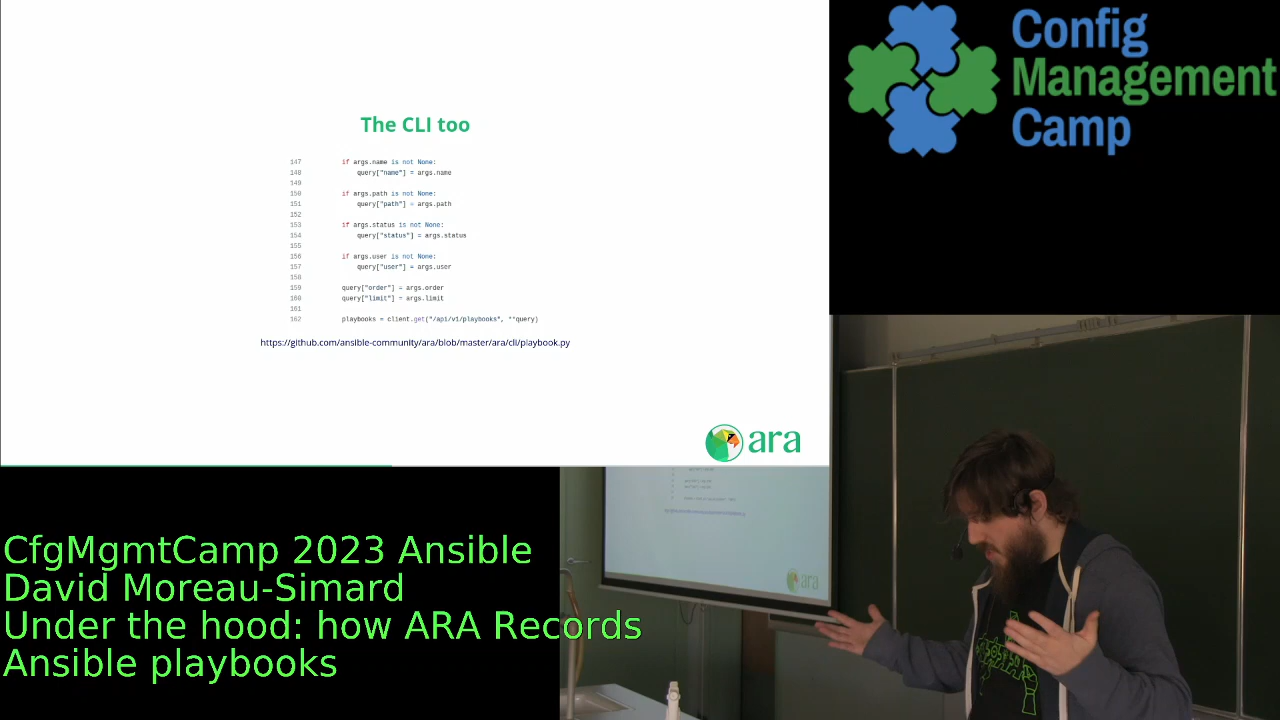 The CLI too
147 if args.name is not None:
148 query["name"] = args.name
149
150 if args.path is not None:
151 query["path"] = args.path
152
153 if args.status is not None:
154 query["status"] = args.status
155
156 if args.user is not None:
157 query["user"] = args.user
158
159 query["order"] = args.order
160 query["limit"] = args.limit
161
162 playbooks = client.get("/api/v1/playbooks", **query)
https://github.com/ansible-community/ara/blob/master/ara/cli/playbook.py
ara
Config
Management
Camp
ara
CfgMgmtCamp 2023 Ansible
David Moreau-Simard
Under the hood: how ARA Records
Ansible playbooks